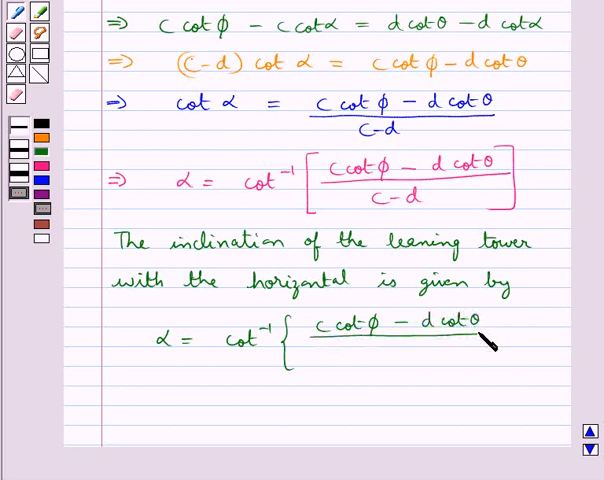 ⇒ c cot φ - c cot α = d cot θ - d cot α
⇒ (c-d) cot α = c cot φ - d cot θ
⇒ cot α = (c cot φ - d cot θ) / (c-d)
⇒ α = cot⁻¹ [ (c cot φ - d cot θ) / (c-d) ]
The inclination of the leening tower
with the horizontal is given by
α = cot⁻¹ { c cot φ - d cot θ